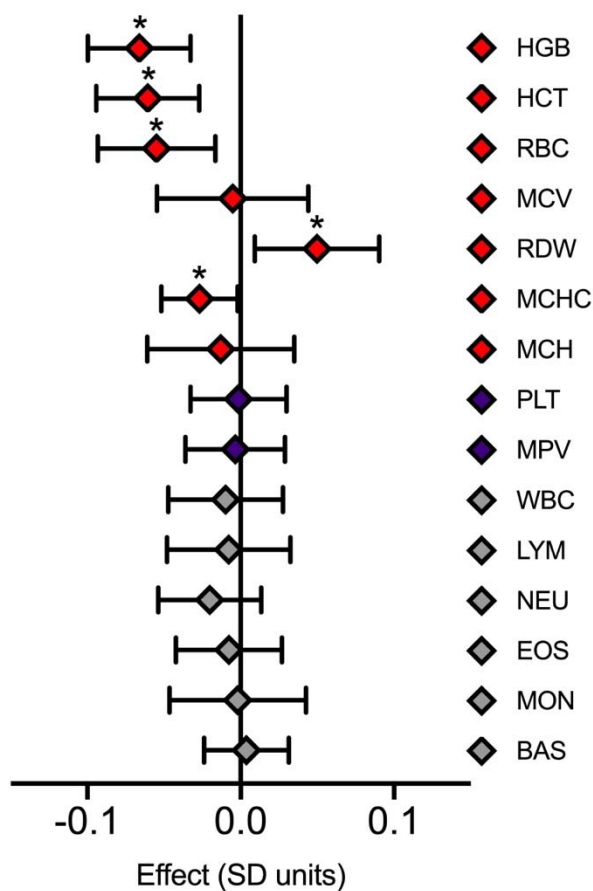 * HGB
* HCT
* RBC
MCV
* RDW
* MCHC
MCH
PLT
MPV
WBC
LYM
NEU
EOS
MON
BAS
-0.1 0.0 0.1
Effect (SD units)